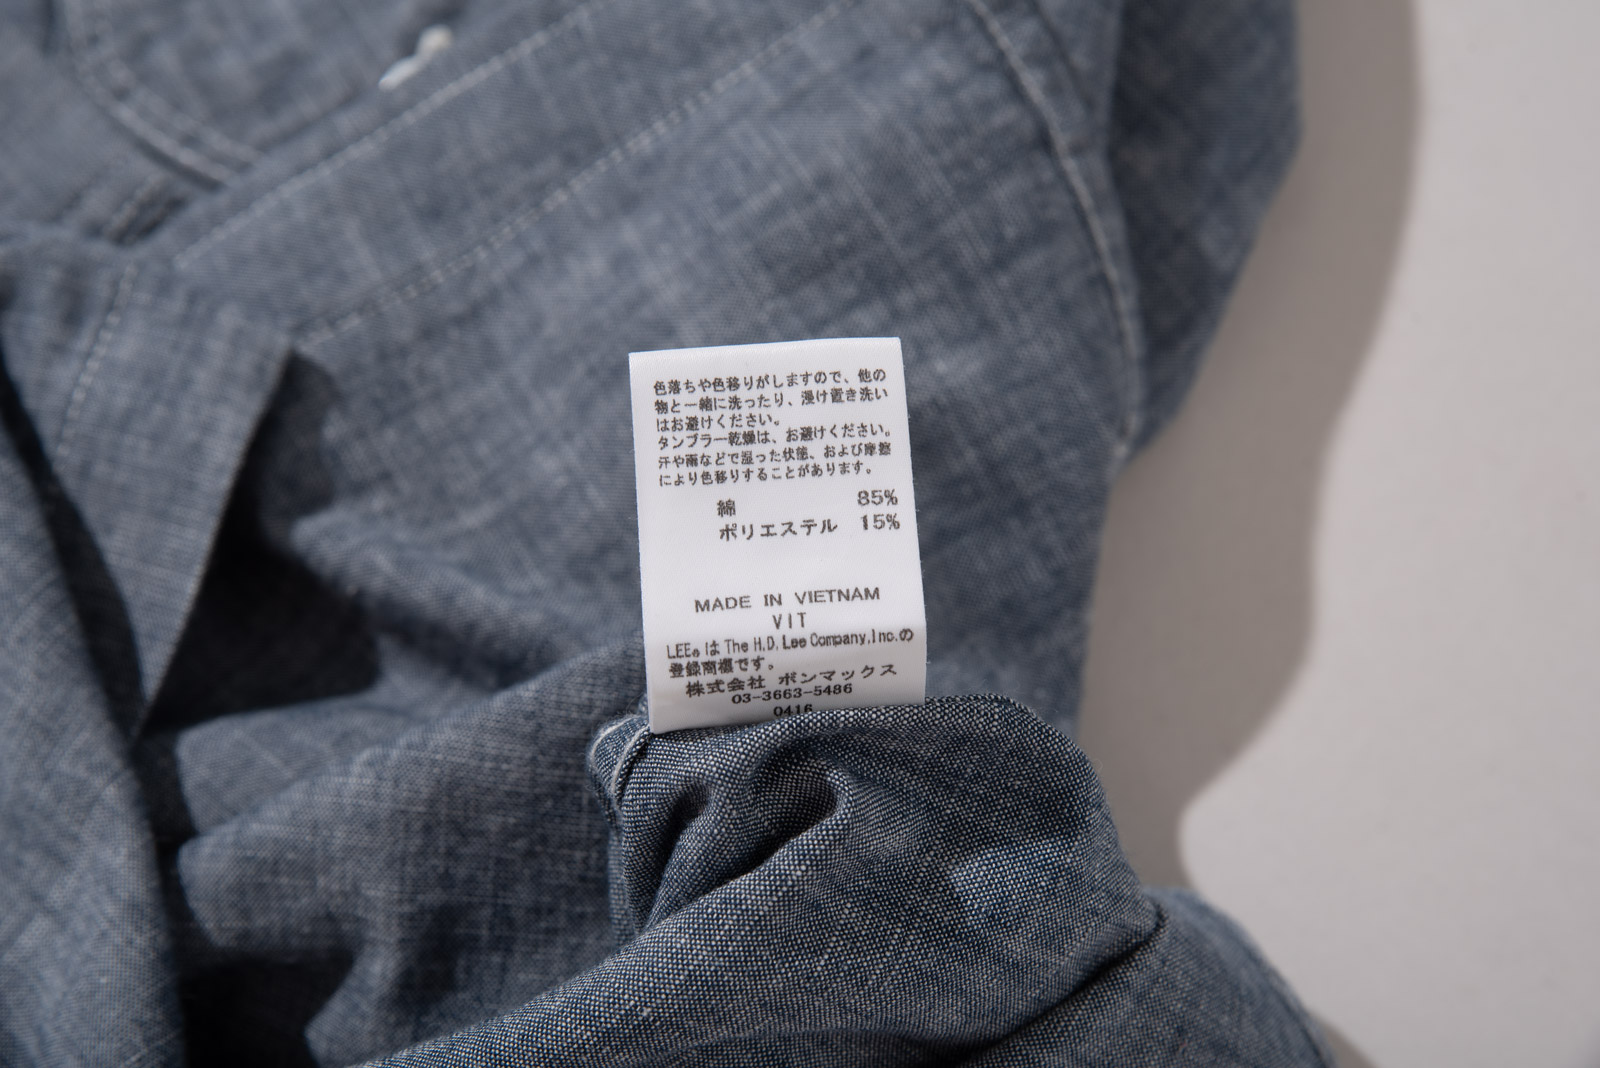 色落ちや色移りがしますので、他の
物と一緒に洗ったり、浸け置き洗い
はお避けください。
タンブラー乾燥は、お避けください。
汗や雨などで湿った状態、および摩擦
により色移りすることがあります。
綿 85%
ポリエステル 15%
MADE IN VIETNAM
VIT
LEE®は The H.D. Lee Company,Inc.の
登録商標です。
株式会社 ボンマックス
03-3663-5486
0416